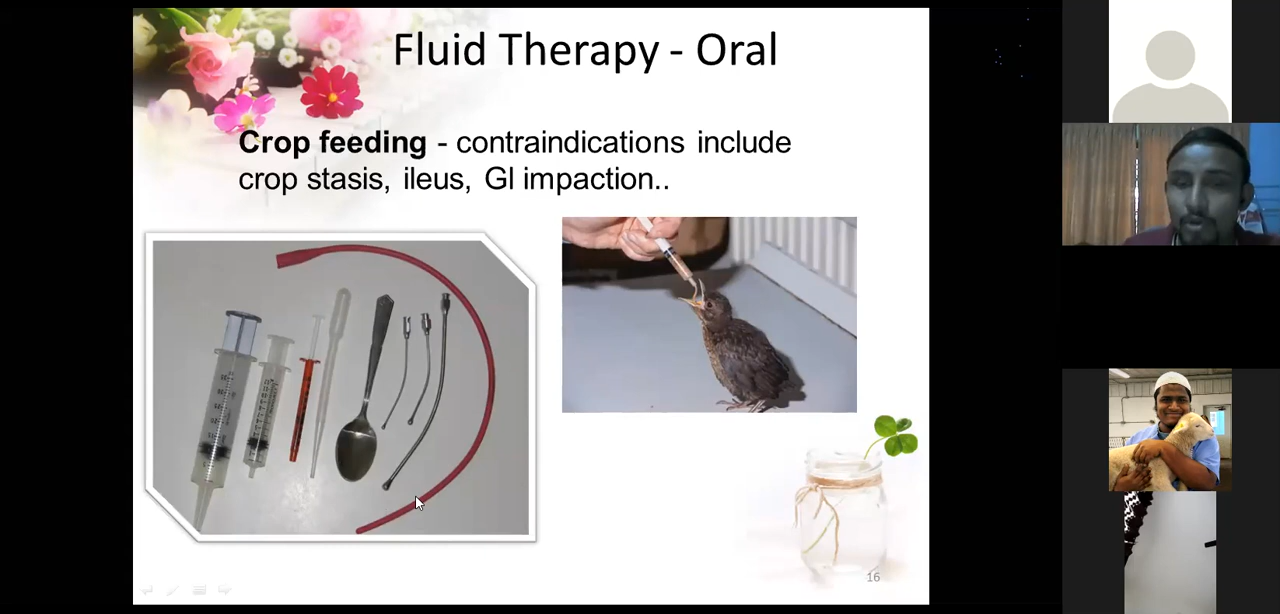 Fluid Therapy - Oral
Crop feeding - contraindications include
crop stasis, ileus, GI impaction..
16